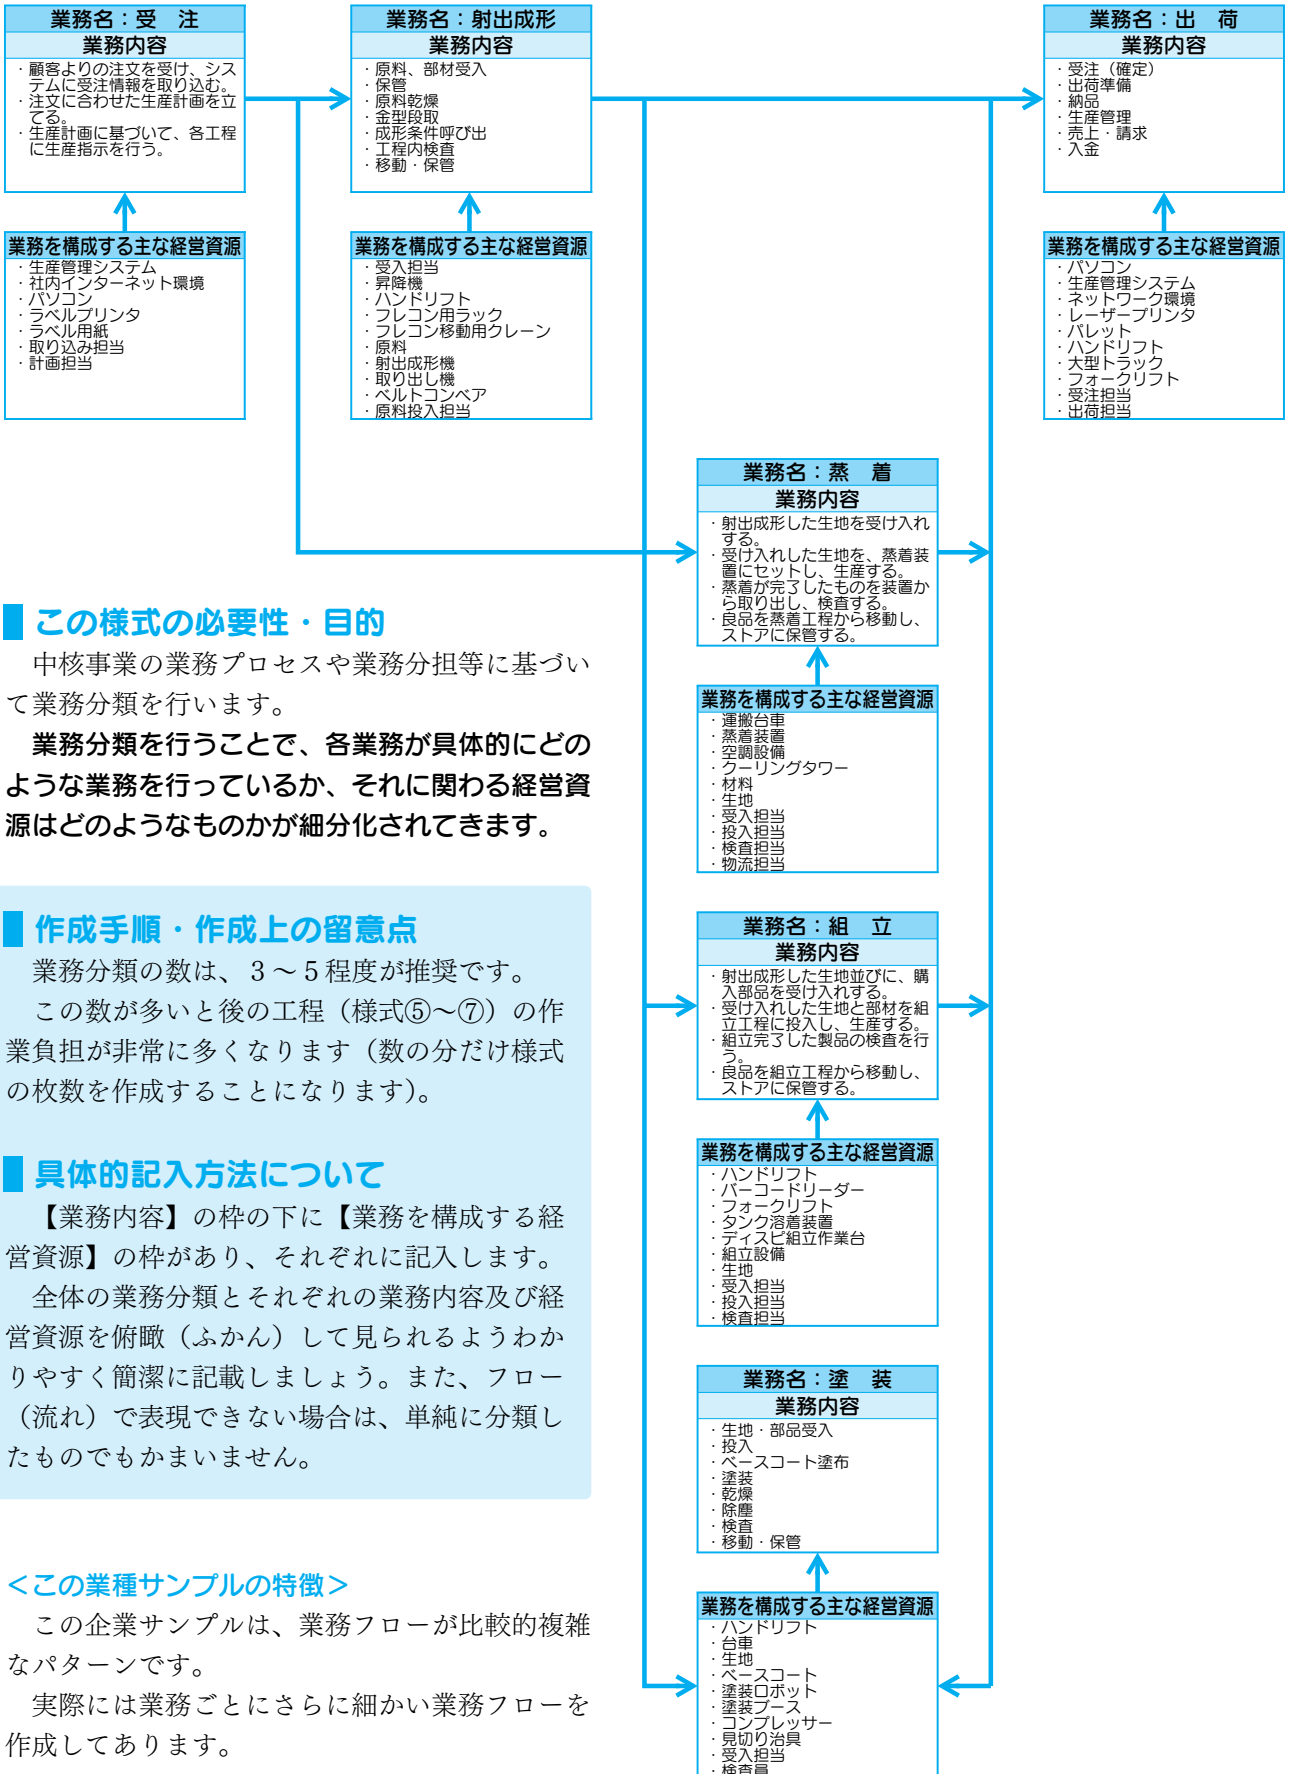 業務名：受　注
業務内容
・顧客よりの注文を受け、シス
テムに受注情報を取り込む。
・注文に合わせた生産計画を立
てる。
・生産計画に基づいて、各工程
に生産指示を行う。
業務を構成する主な経営資源
・生産管理システム
・社内インターネット環境
・パソコン
・ラベルプリンタ
・ラベル用紙
・取り込み担当
・計画担当
業務名：射出成形
業務内容
・原料、部材受入
・保管
・原料乾燥
・金型段取
・成形条件呼び出
・工程内検査
・移動・保管
業務を構成する主な経営資源
・受入担当
・昇降機
・ハンドリフト
・フレコン用ラック
・フレコン移動用クレーン
・原料
・射出成形機
・取り出し機
・ベルトコンベア
・原料投入担当
業務名：出　荷
業務内容
・受注（確定）
・出荷準備
・納品
・生産管理
・売上・請求
・入金
業務を構成する主な経営資源
・パソコン
・生産管理システム
・ネットワーク環境
・レーザープリンタ
・パレット
・ハンドリフト
・大型トラック
・フォークリフト
・受注担当
・出荷担当
業務名：蒸　着
業務内容
・射出成形した生地を受け入れ
する。
・受け入れした生地を、蒸着装
置にセットし、生産する。
・蒸着が完了したものを装置か
ら取り出し、検査する。
・良品を蒸着工程から移動し、
ストアに保管する。
業務を構成する主な経営資源
・運搬台車
・蒸着装置
・空調設備
・クーリングタワー
・材料
・生地
・受入担当
・投入担当
・検査担当
・物流担当
業務名：組　立
業務内容
・射出成形した生地並びに、購
入部品を受け入れする。
・受け入れした生地と部材を組
立工程に投入し、生産する。
・組立完了した製品の検査を行
う。
・良品を組立工程から移動し、
ストアに保管する。
業務を構成する主な経営資源
・ハンドリフト
・バーコードリーダー
・フォークリフト
・タンク溶着装置
・ディスピ組立作業台
・組立設備
・生地
・受入担当
・投入担当
・検査担当
業務名：塗　装
業務内容
・生地・部品受入
・投入
・ベースコート塗布
・塗装
・乾燥
・除塵
・検査
・移動・保管
業務を構成する主な経営資源
・ハンドリフト
・台車
・生地
・ベースコート
・塗装ロボット
・塗装ブース
・コンプレッサー
・見切り治具
・受入担当
・検査員
この様式の必要性・目的
中核事業の業務プロセスや業務分担等に基づい
て業務分類を行います。
業務分類を行うことで、各業務が具体的にどの
ような業務を行っているか、それに関わる経営資
源はどのようなものかが細分化されてきます。
作成手順・作成上の留意点
業務分類の数は、３～５程度が推奨です。
この数が多いと後の工程（様式⑤～⑦）の作
業負担が非常に多くなります（数の分だけ様式
の枚数を作成することになります）。
具体的記入方法について
【業務内容】の枠の下に【業務を構成する経
営資源】の枠があり、それぞれに記入します。
全体の業務分類とそれぞれの業務内容及び経
営資源を俯瞰（ふかん）して見られるようわか
りやすく簡潔に記載しましょう。また、フロー
（流れ）で表現できない場合は、単純に分類し
たものでもかまいません。
＜この業種サンプルの特徴＞
この企業サンプルは、業務フローが比較的複雑
なパターンです。
実際には業務ごとにさらに細かい業務フローを
作成してあります。